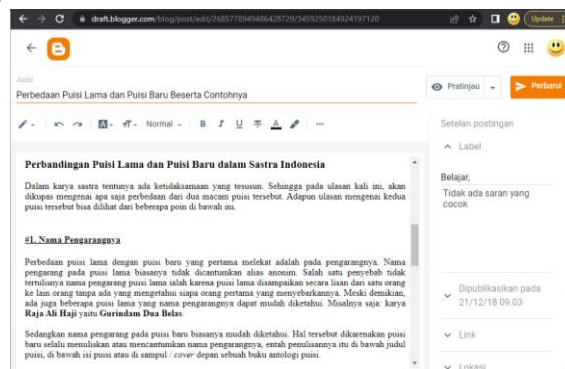 draft.blogger.com/blog/post/edit/2685778949486428729/3459250184924197120
Update
Judul
Perbedaan Puisi Lama dan Puisi Baru Beserta Contohnya
Pratinjau
Perbarui
Normal
B I U A
Setelan postingan
Label
Belajar,
Tidak ada saran yang
cocok
Dipublikasikan pada
21/12/18 09.03
Link
Lokasi
Perbandingan Puisi Lama dan Puisi Baru dalam Sastra Indonesia
Dalam karya sastra tentunya ada ketidaksamaan yang tesusun. Sehingga pada ulasan kali ini, akan
dikupas mengenai apa saja perbedaan dari dua macam puisi tersebut. Adapun ulasan mengenai kedua
puisi tersebut bisa dilihat dari beberapa poin di bawah ini.
#1. Nama Pengarangnya
Perbedaan puisi lama dengan puisi baru yang pertama melekat adalah pada pengarangnya. Nama
pengarang pada puisi lama biasanya tidak dicantumkan alias anonim. Salah satu penyebab tidak
tertulisnya nama pengarang puisi lama ialah karena puisi lama disampaikan secara lisan dari satu orang
ke lain orang tanpa ada yang mengetahui siapa orang pertama yang menyebarkannya. Meski demikian,
ada juga beberapa puisi lama yang nama pengarangnya dapat mudah diketahui. Misalnya saja: karya
Raja Ali Haji yaitu Gurindam Dua Belas.
Sedangkan nama pengarang pada puisi baru biasanya mudah diketahui. Hal tersebut dikarenakan puisi
baru selalu menuliskan atau mencantumkan nama pengarangnya, entah penulisannya itu di bawah judul
puisi, di bawah isi puisi atau di sampul / cover depan sebuah buku antologi puisi.